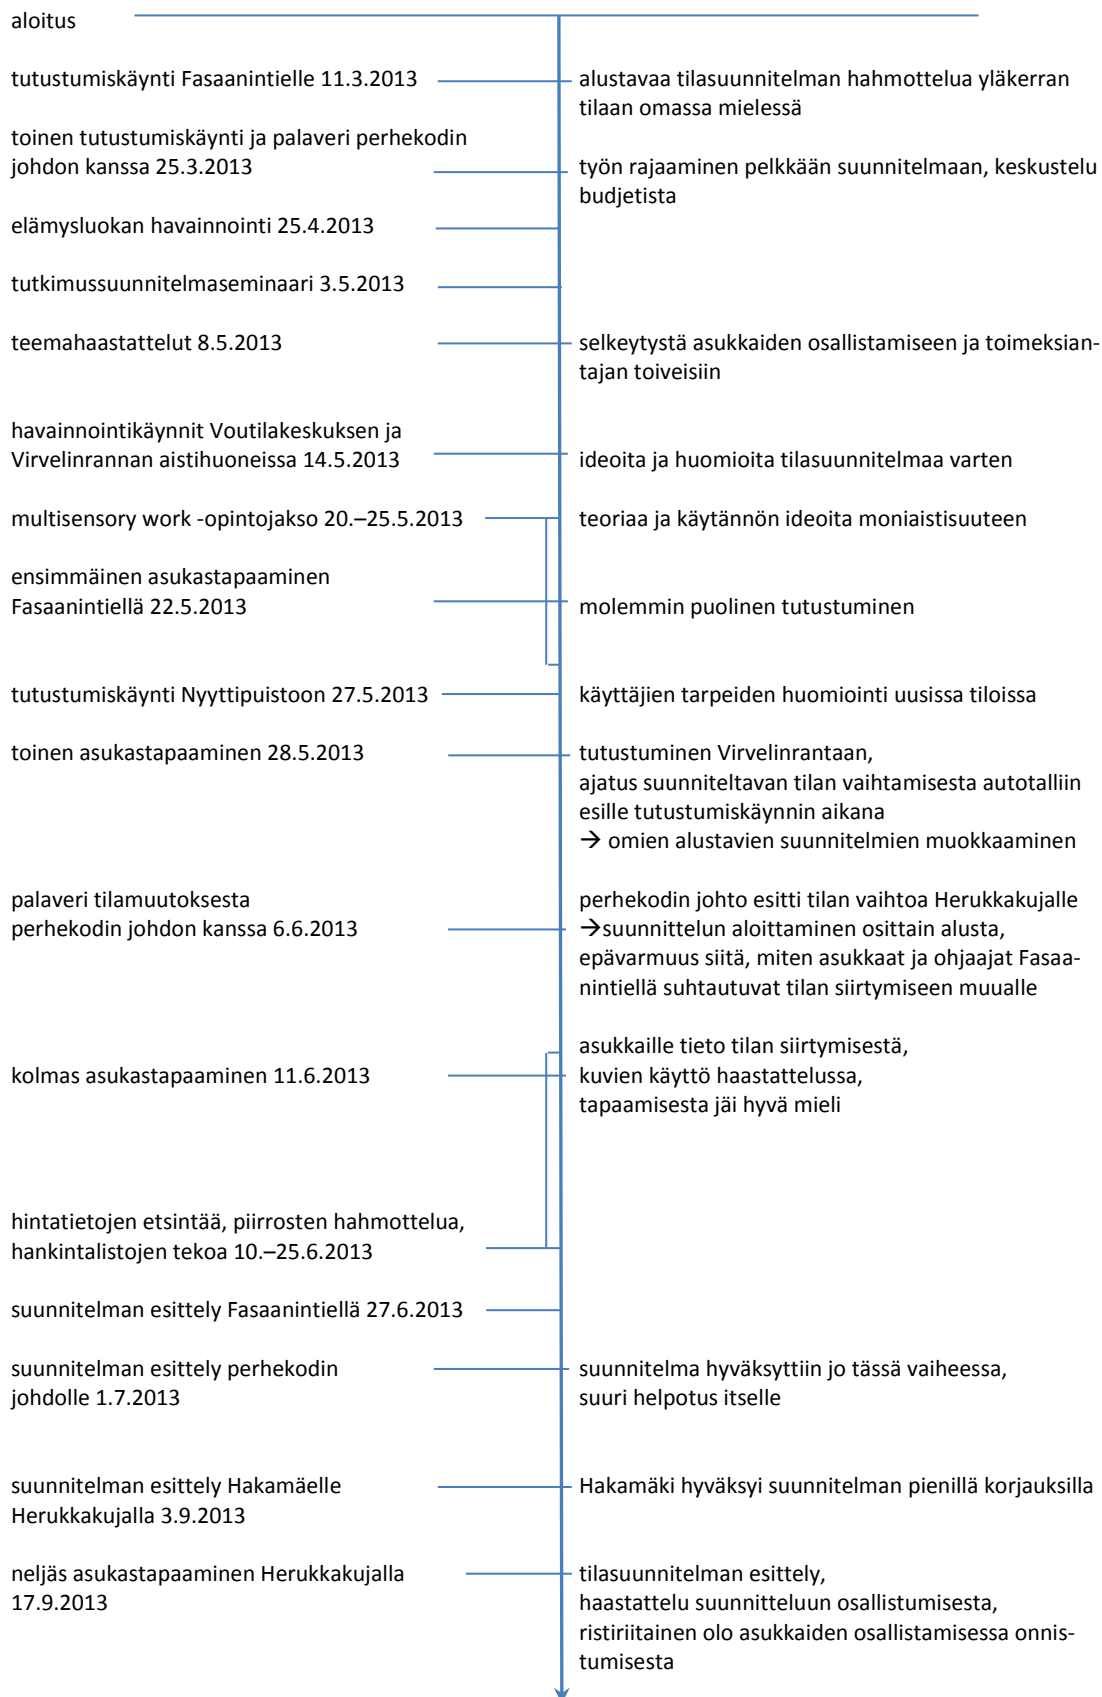 aloitus
tutustumiskäynti Fasaanintielle 11.3.2013
alustavaa tilasuunnitelman hahmottelua yläkerran
tilaan omassa mielessä
toinen tutustumiskäynti ja palaveri perhekodin
johdon kanssa 25.3.2013
työn rajaaminen pelkkään suunnitelmaan, keskustelu
budjetista
elämysluokan havainnointi 25.4.2013
tutkimussuunnitelmaseminaari 3.5.2013
teemahaastattelut 8.5.2013
selkeytystä asukkaiden osallistamiseen ja toimeksian-
tajan toiveisiin
havainnointikäynnit Voutilakeskuksen ja
Virvelinrannan aistihuoneissa 14.5.2013
ideoita ja huomioita tilasuunnitelmaa varten
multisensory work -opintojakso 20.–25.5.2013
teoriaa ja käytännön ideoita moniaistisuuteen
ensimmäinen asukastapaaminen
Fasaanintiellä 22.5.2013
molemmin puolinen tutustuminen
tutustumiskäynti Nyyttipuistoon 27.5.2013
käyttäjien tarpeiden huomiointi uusissa tiloissa
toinen asukastapaaminen 28.5.2013
tutustuminen Virvelinrantaan,
ajatus suunniteltavan tilan vaihtamisesta autotalliin
esille tutustumiskäynnin aikana
→ omien alustavien suunnitelmien muokkaaminen
palaveri tilamuutoksesta
perhekodin johdon kanssa 6.6.2013
perhekodin johto esitti tilan vaihtoa Herukkakujalle
→suunnittelun aloittaminen osittain alusta,
epävarmuus siitä, miten asukkaat ja ohjaajat Fasaa-
nintiellä suhtautuvat tilan siirtymiseen muualle
kolmas asukastapaaminen 11.6.2013
asukkaille tieto tilan siirtymisestä,
kuvien käyttö haastattelussa,
tapaamisesta jäi hyvä mieli
hintatietojen etsintää, piirrosten hahmottelua,
hankintalistojen tekoa 10.–25.6.2013
suunnitelman esittely Fasaanintiellä 27.6.2013
suunnitelman esittely perhekodin
johdolle 1.7.2013
suunnitelma hyväksyttiin jo tässä vaiheessa,
suuri helpotus itselle
suunnitelman esittely Hakamäelle
Herukkakujalla 3.9.2013
Hakamäki hyväksyi suunnitelman pienillä korjauksilla
neljäs asukastapaaminen Herukkakujalla
17.9.2013
tilasuunnitelman esittely,
haastattelu suunnitteluun osallistumisesta,
ristiriitainen olo asukkaiden osallistamisessa onnis-
tumisesta